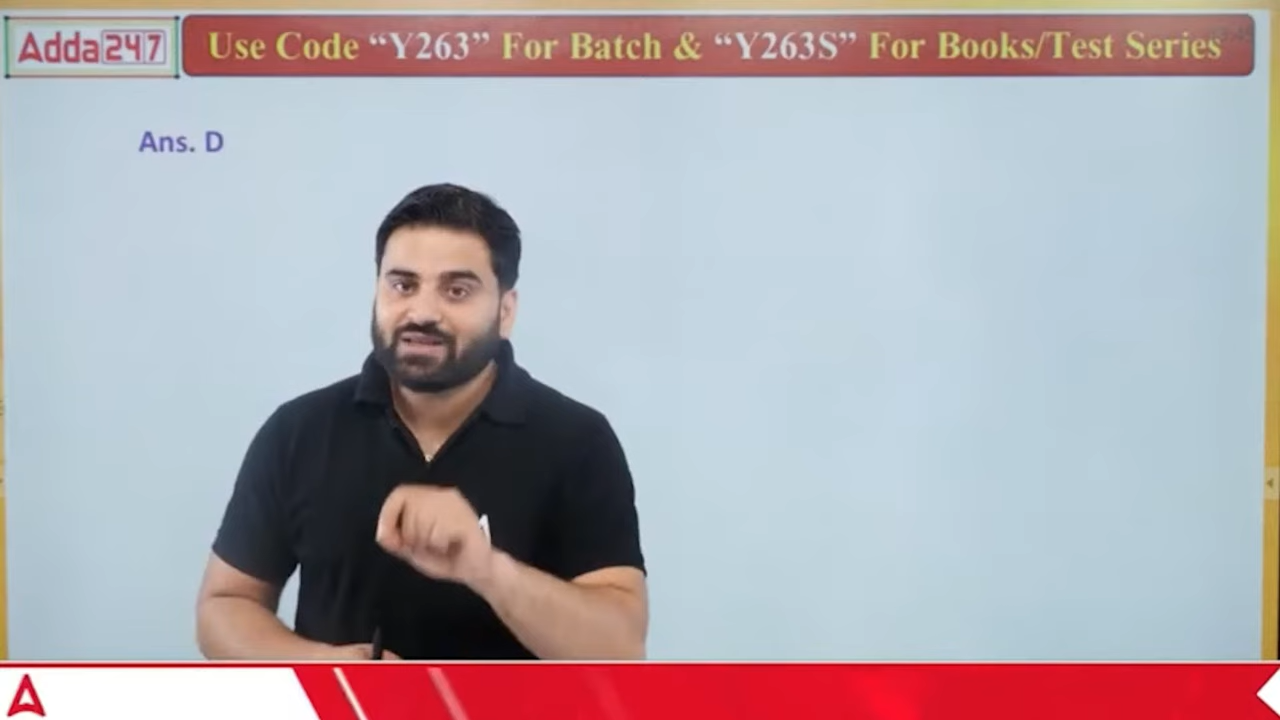 Adda247
Use Code “Y263” For Batch & “Y263S” For Books/Test Series
Ans. D